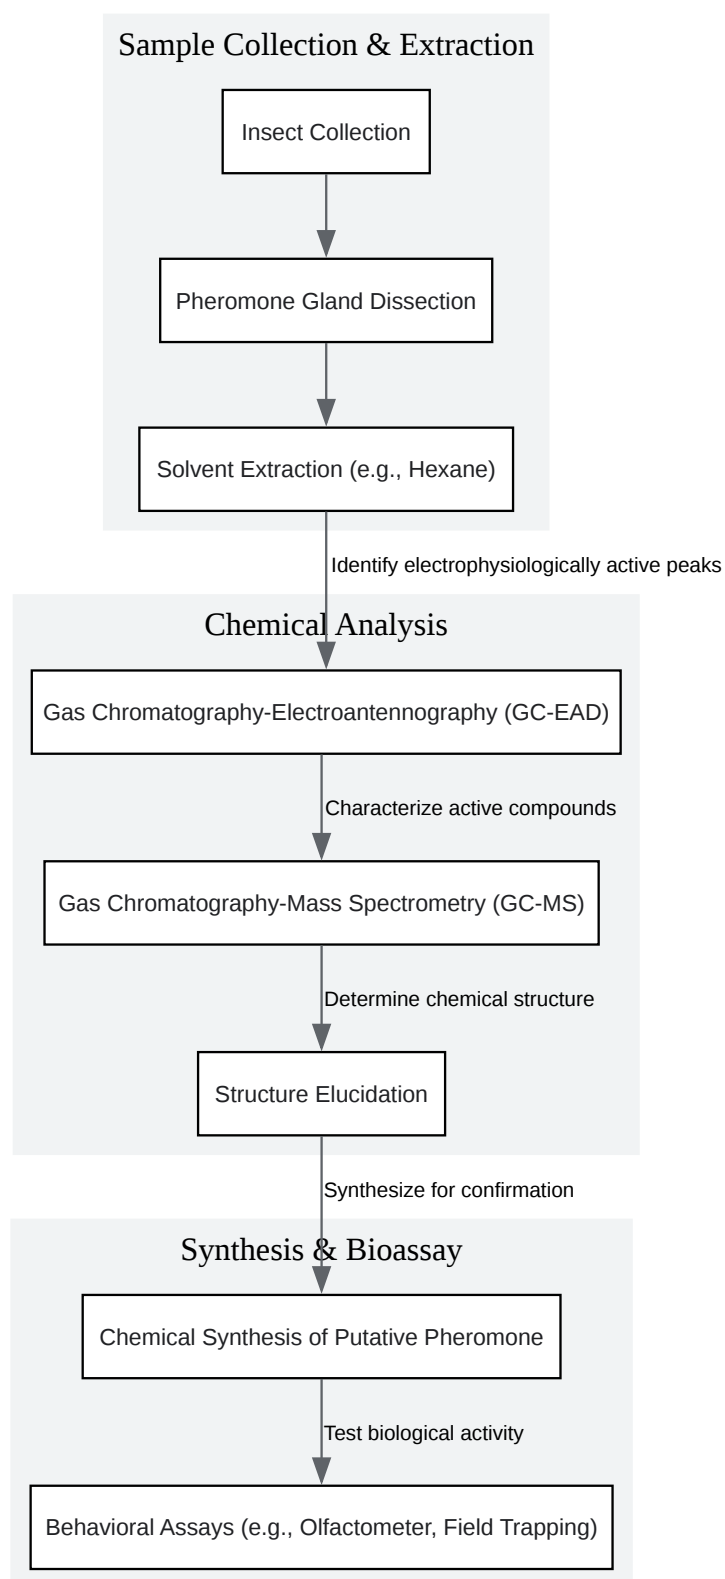 Sample Collection & Extraction
Insect Collection
Pheromone Gland Dissection
Solvent Extraction (e.g., Hexane)
Identify electrophysiologically active peaks
Chemical Analysis
Gas Chromatography-Electroantennography (GC-EAD)
Characterize active compounds
Gas Chromatography-Mass Spectrometry (GC-MS)
Determine chemical structure
Structure Elucidation
Synthesize for confirmation
Synthesis & Bioassay
Chemical Synthesis of Putative Pheromone
Test biological activity
Behavioral Assays (e.g., Olfactometer, Field Trapping)